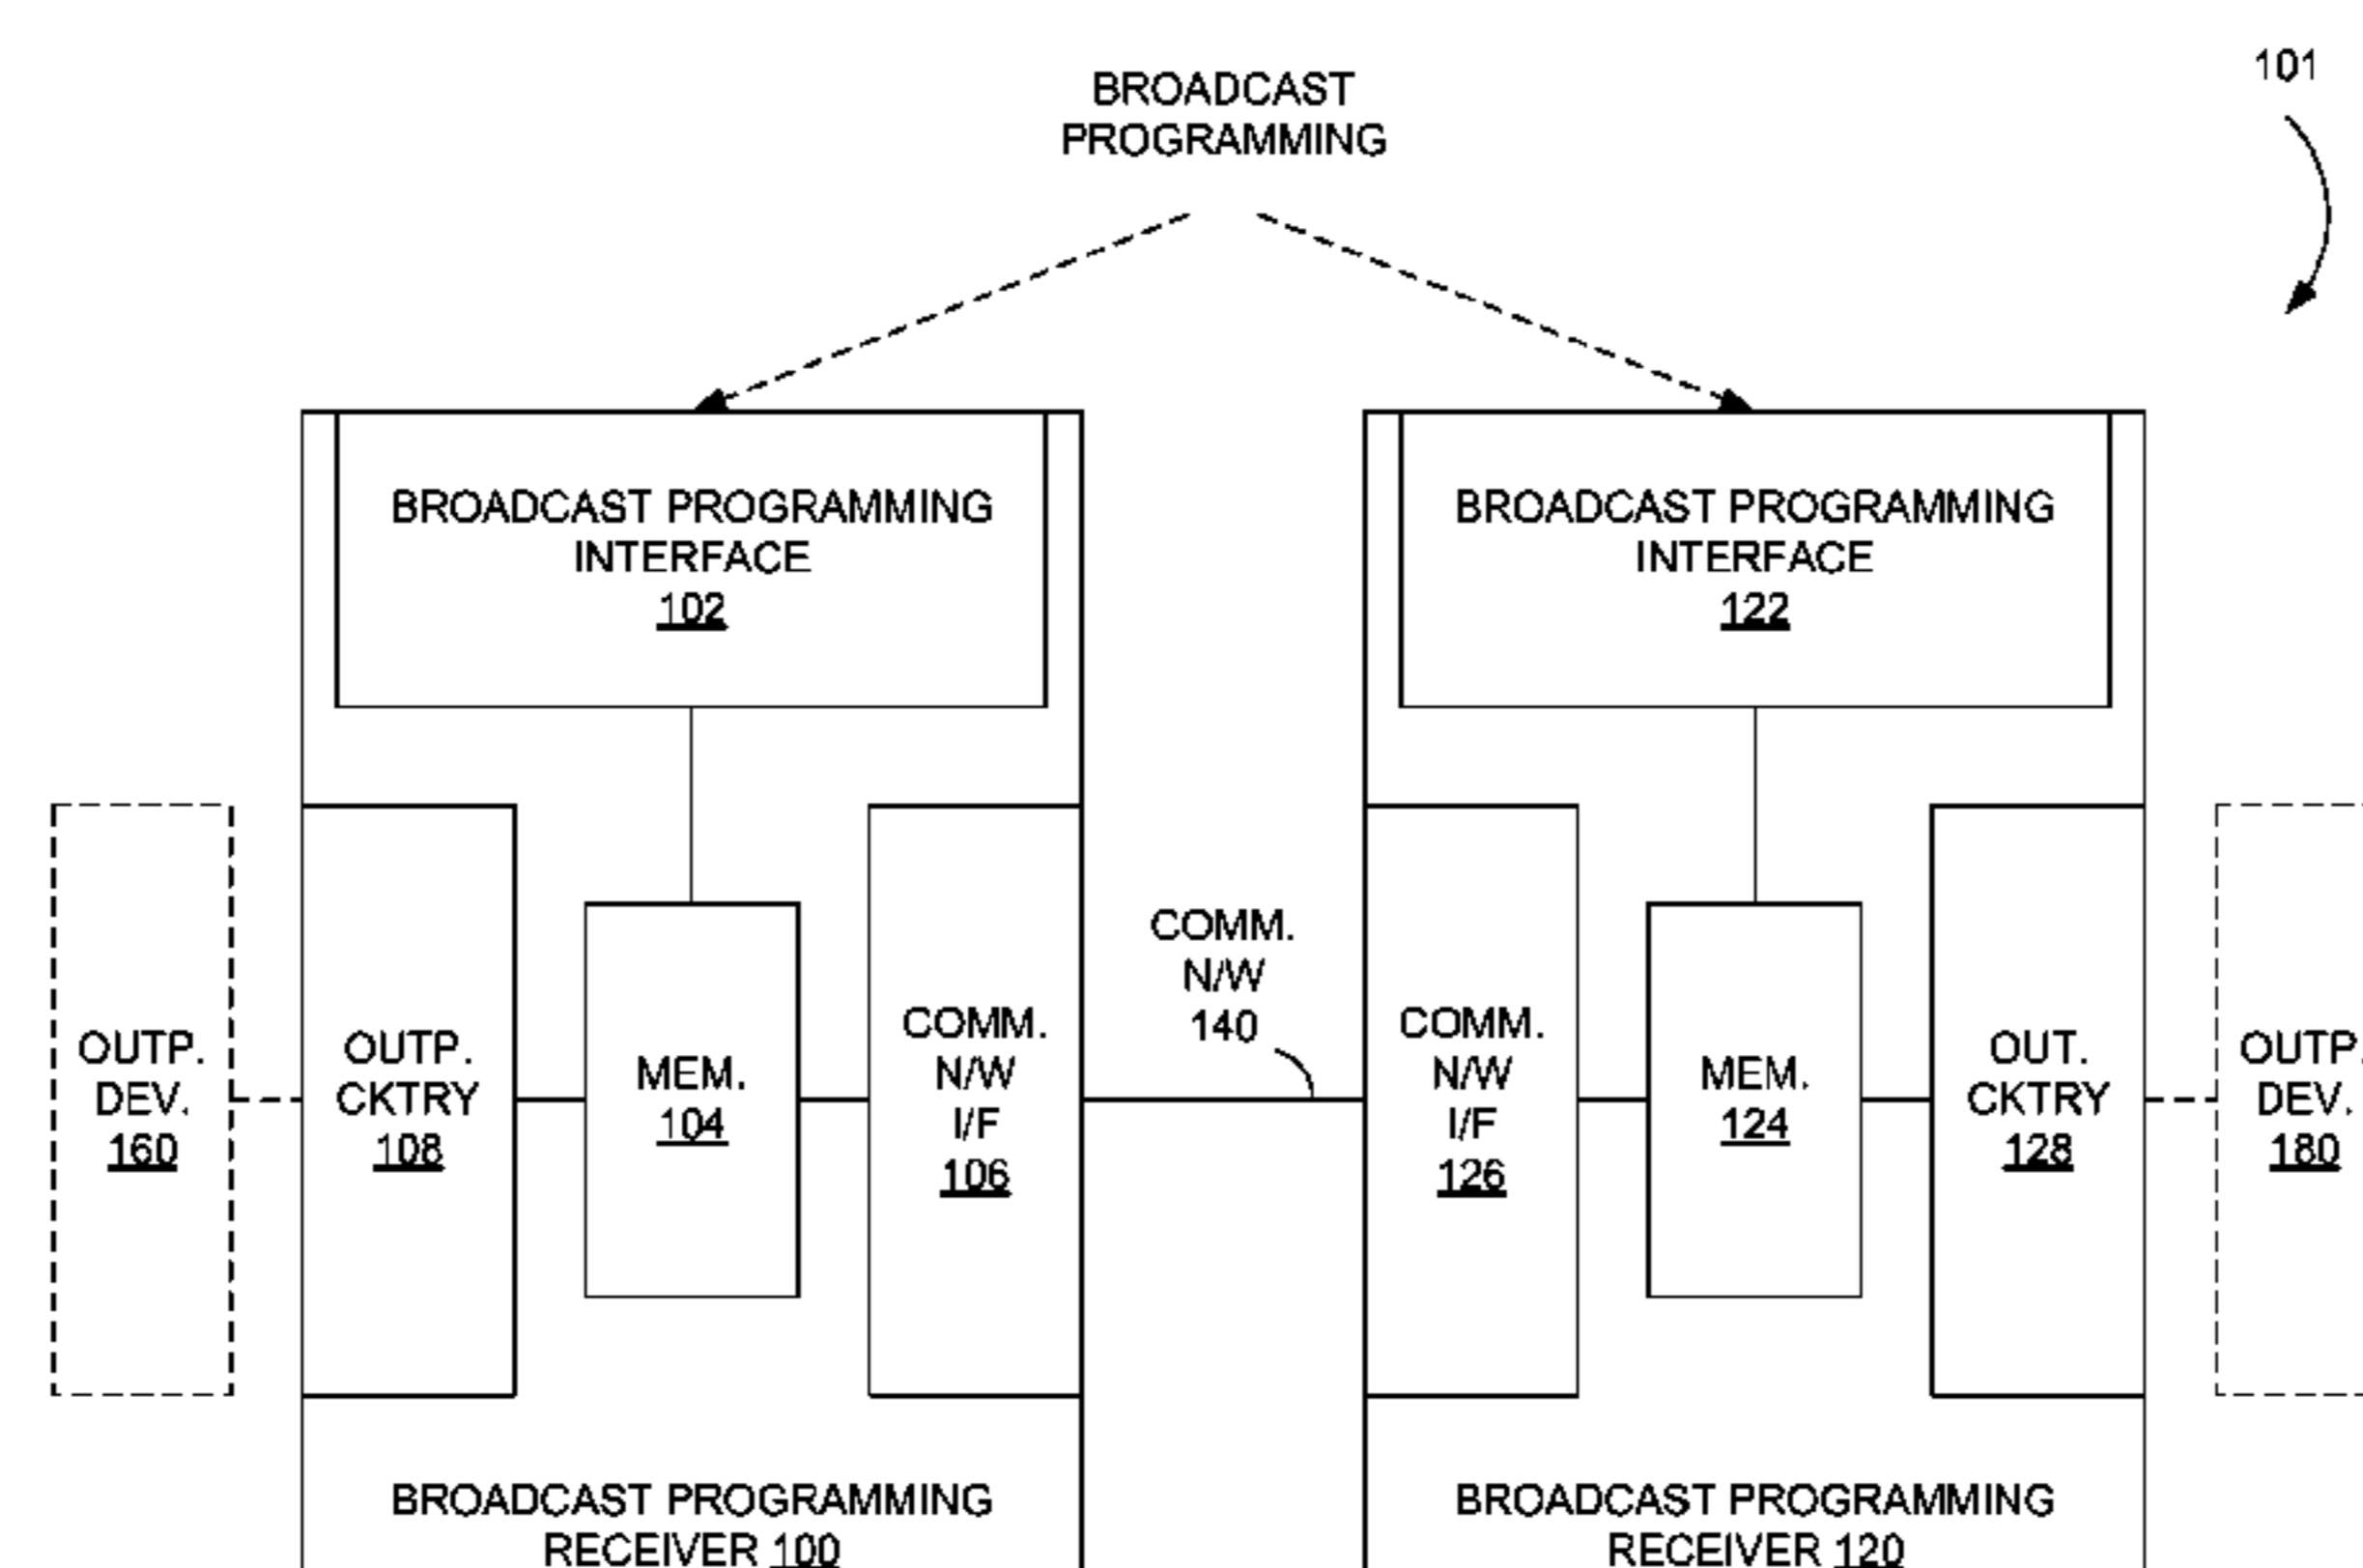 101
BROADCAST
PROGRAMMING
BROADCAST PROGRAMMING
INTERFACE
102
BROADCAST PROGRAMMING
INTERFACE
122
OUTP.
DEV.
160
OUTP.
CKTRY
108
MEM.
104
COMM.
N/W
I/F
106
COMM.
N/W
140
COMM.
N/W
I/F
126
MEM.
124
OUT.
CKTRY
128
OUTP.
DEV.
180
BROADCAST PROGRAMMING
RECEIVER 100
BROADCAST PROGRAMMING
RECEIVER 120